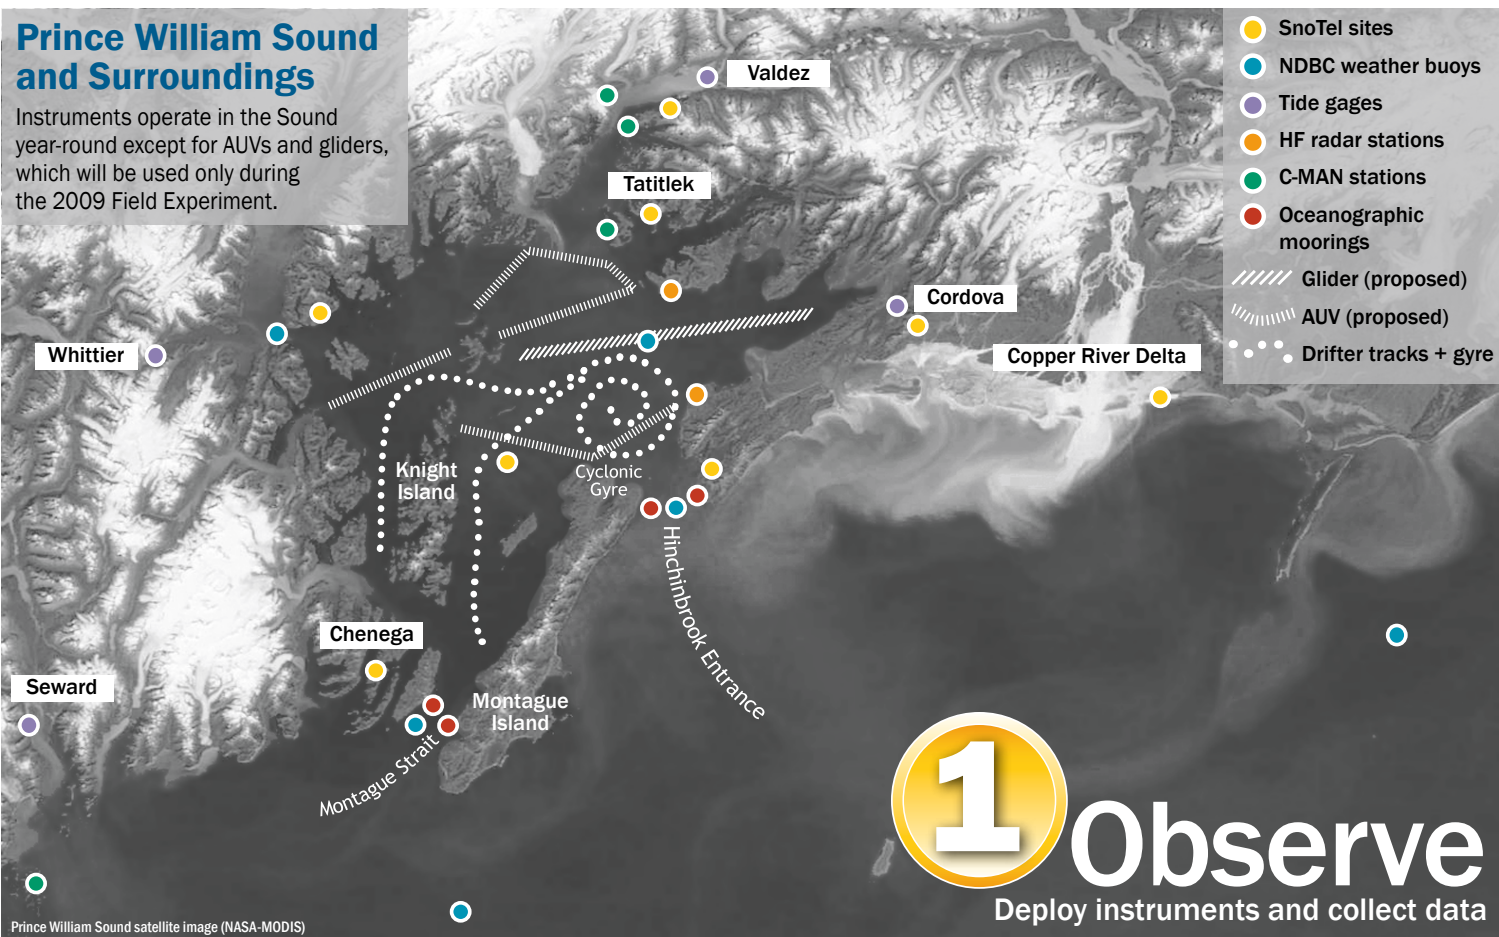 Prince William Sound
and Surroundings
Instruments operate in the Sound
year-round except for AUVs and gliders,
which will be used only during
the 2009 Field Experiment.
SnoTel sites
NDBC weather buoys
Tide gages
HF radar stations
C-MAN stations
Oceanographic
moorings
Glider (proposed)
AUV (proposed)
Drifter tracks + gyre
Valdez
Tatitlek
Cordova
Whittier
Copper River Delta
Knight
Island
Cyclonic
Gyre
Hinchinbrook Entrance
Chenega
Seward
Montague
Island
Montague Strait
1
Observe
Deploy instruments and collect data
Prince William Sound satellite image (NASA-MODIS)